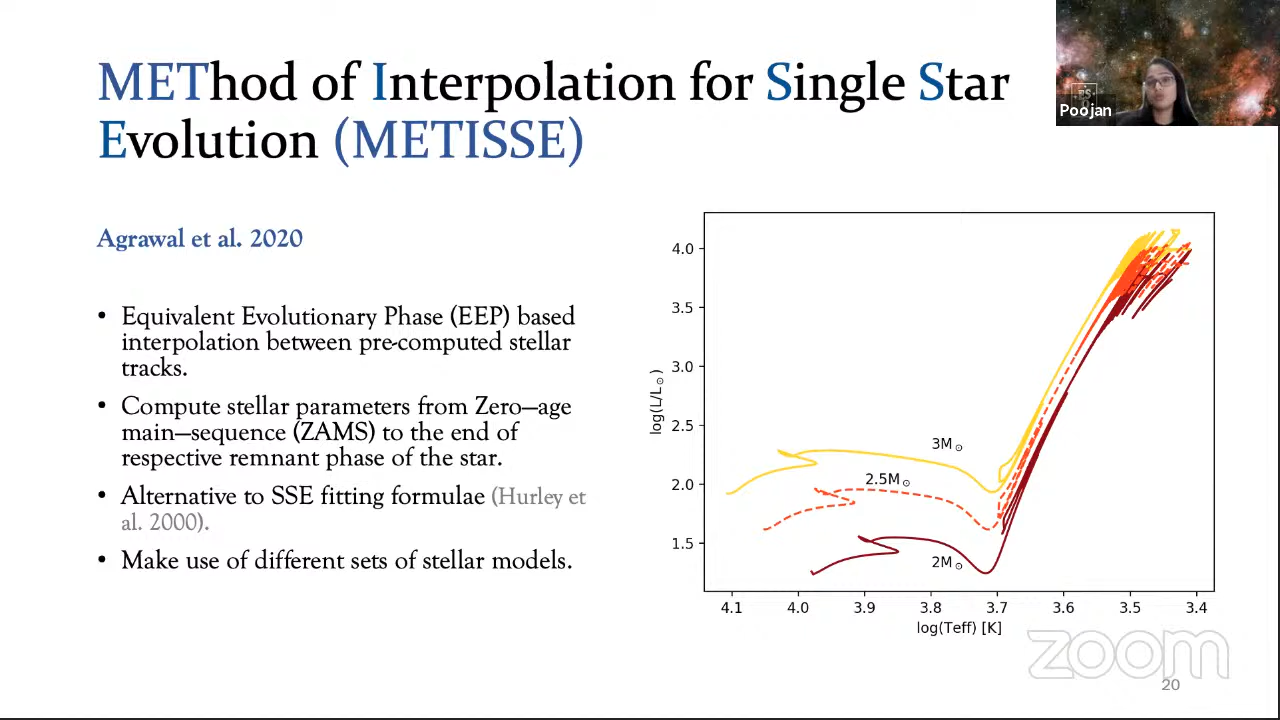 METhod of Interpolation for Single Star
Evolution (METISSE)
Poojan
Agrawal et al. 2020
• Equivalent Evolutionary Phase (EEP) based
interpolation between pre-computed stellar
tracks.
• Compute stellar parameters from Zero–age
main–sequence (ZAMS) to the end of
respective remnant phase of the star.
• Alternative to SSE fitting formulae (Hurley et
al. 2000).
• Make use of different sets of stellar models.
log(L/L⊙)
4.0
3.5
3.0
2.5
2.0
1.5
3M⊙
2.5M⊙
2M⊙
4.1 4.0 3.9 3.8 3.7 3.6 3.5 3.4
log(Teff) [K]
zoom
20